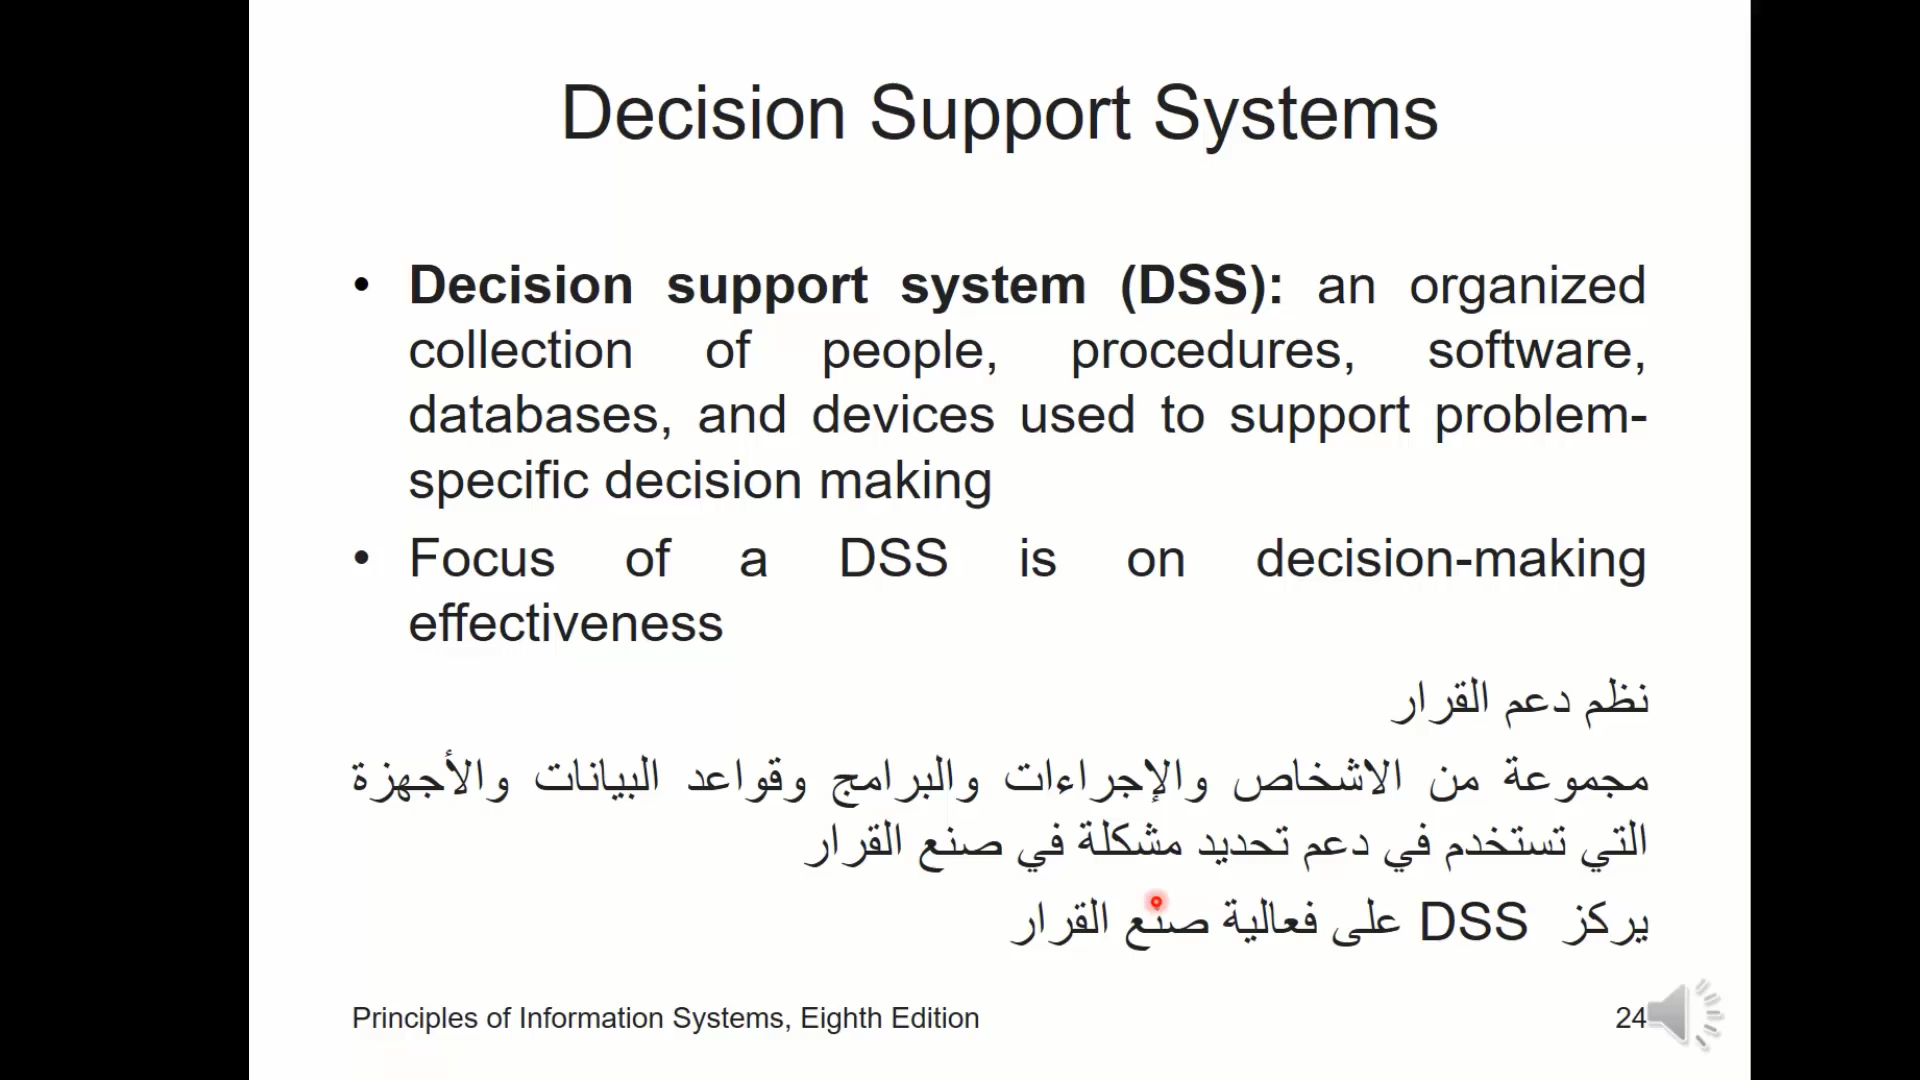 Decision Support Systems
• Decision support system (DSS): an organized
collection of people, procedures, software,
databases, and devices used to support problem-
specific decision making
• Focus of a DSS is on decision-making
effectiveness
نظم دعم القرار
مجموعة من الاشخاص والإجراءات والبرامج وقواعد البيانات والأجهزة
التي تستخدم في دعم تحديد مشكلة في صنع القرار
يركز DSS على فعالية صنع القرار
Principles of Information Systems, Eighth Edition
24